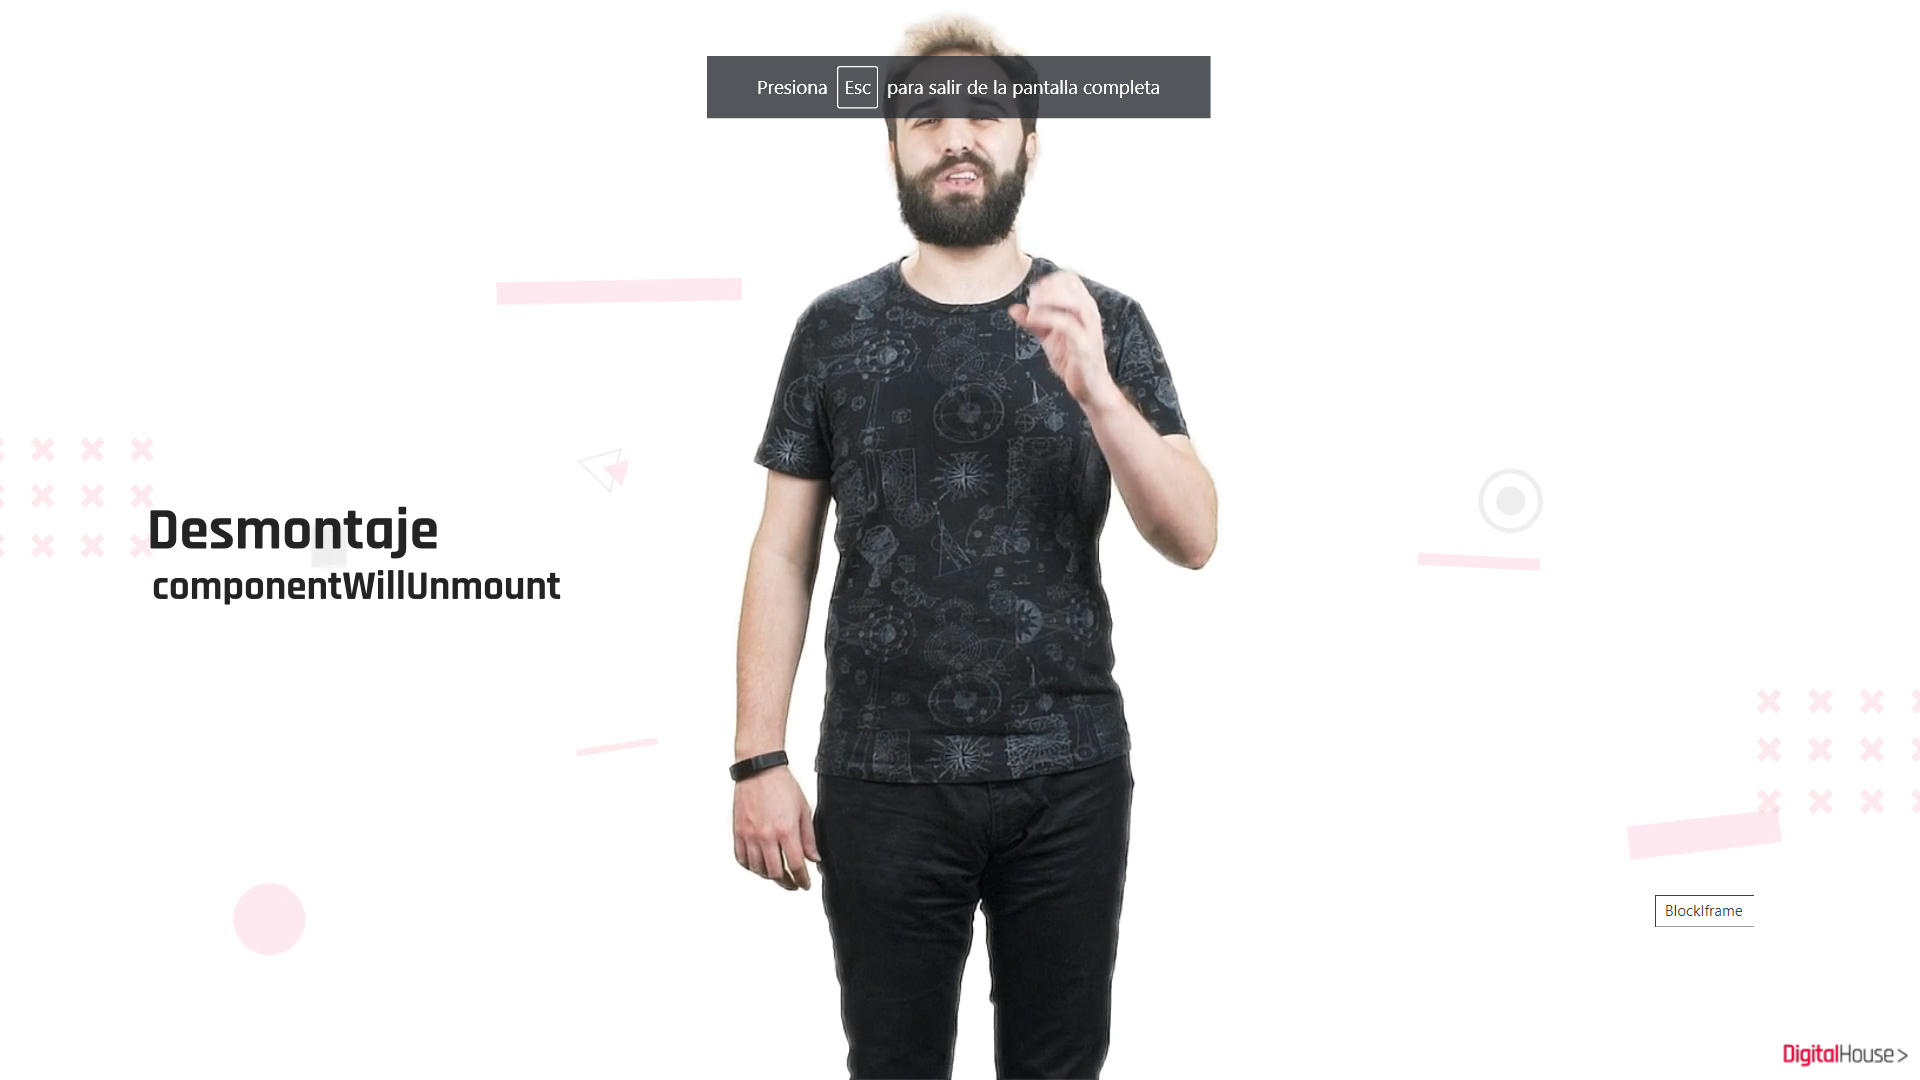 Presiona Esc para salir de la pantalla completa
Desmontaje
componentWillUnmount
BlockIframe
DigitalHouse>